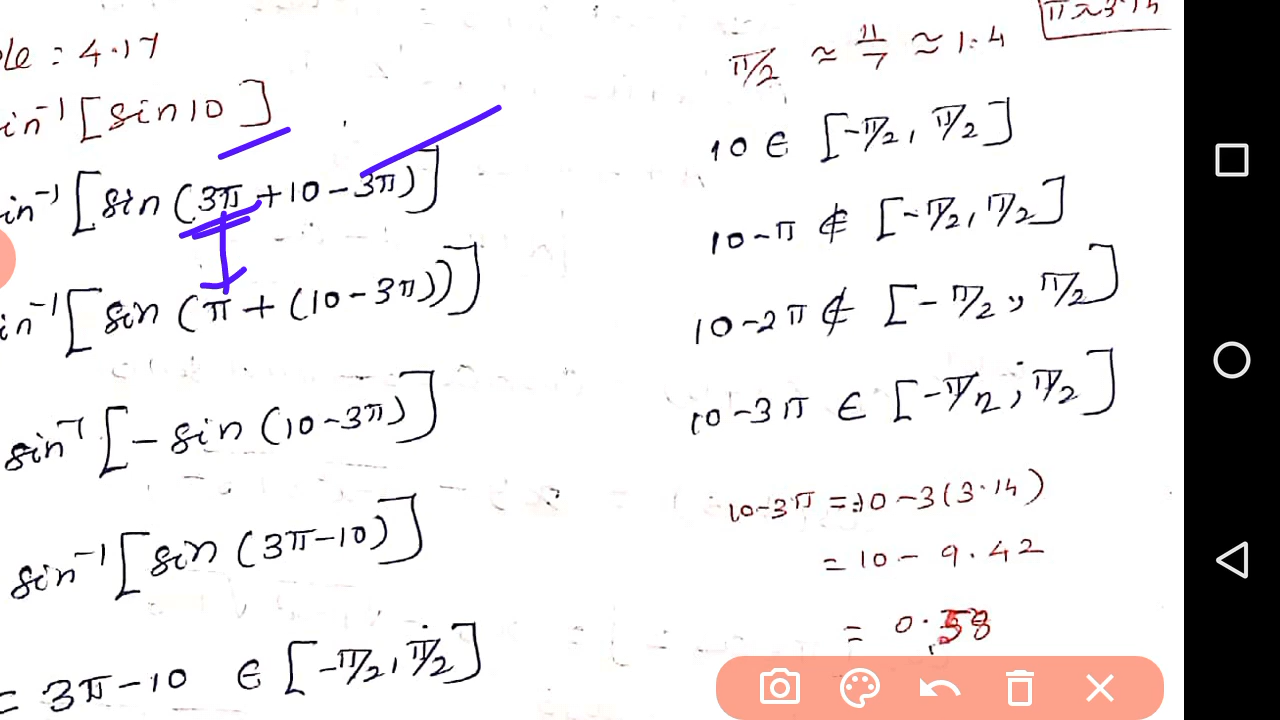 le : 4.17
in⁻¹ [sin 10]
in⁻¹ [sin (3π + 10 - 3π)]
in⁻¹ [sin (π + (10 - 3π))]
sin⁻¹ [- sin (10 - 3π)]
sin⁻¹ [sin (3π - 10)]
= 3π - 10 ∈ [-π/2, π/2]
π ≈ 3.14
π/2 ≈ 11/7 ≈ 1.4
10 ∈ [-π/2, π/2]
10 - π ∉ [-π/2, π/2]
10 - 2π ∉ [-π/2, π/2]
10 - 3π ∈ [-π/2, π/2]
10 - 3π = 10 - 3(3.14)
= 10 - 9.42
= 0.58